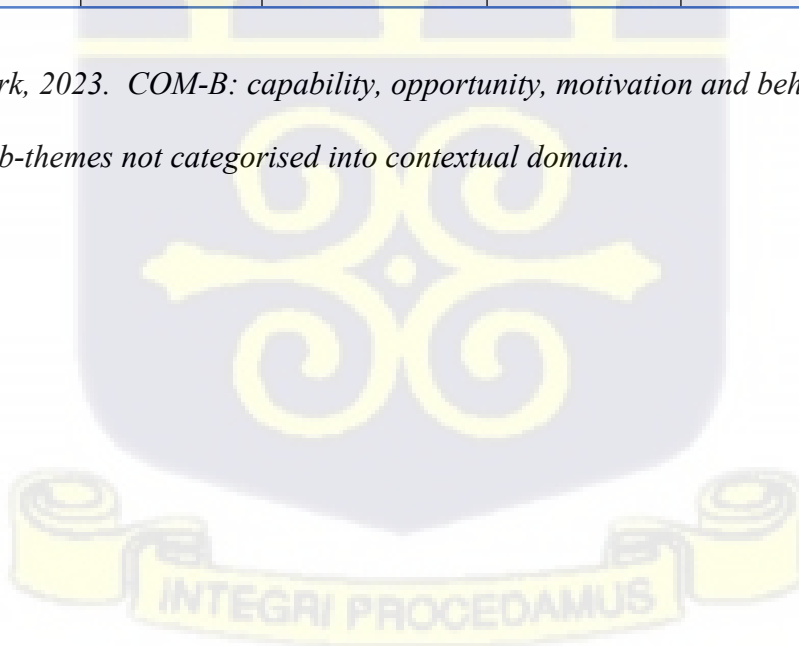 rk, 2023. COM-B: capability, opportunity, motivation and beh
b-themes not categorised into contextual domain.
INTEGRI PROCEDAMUS